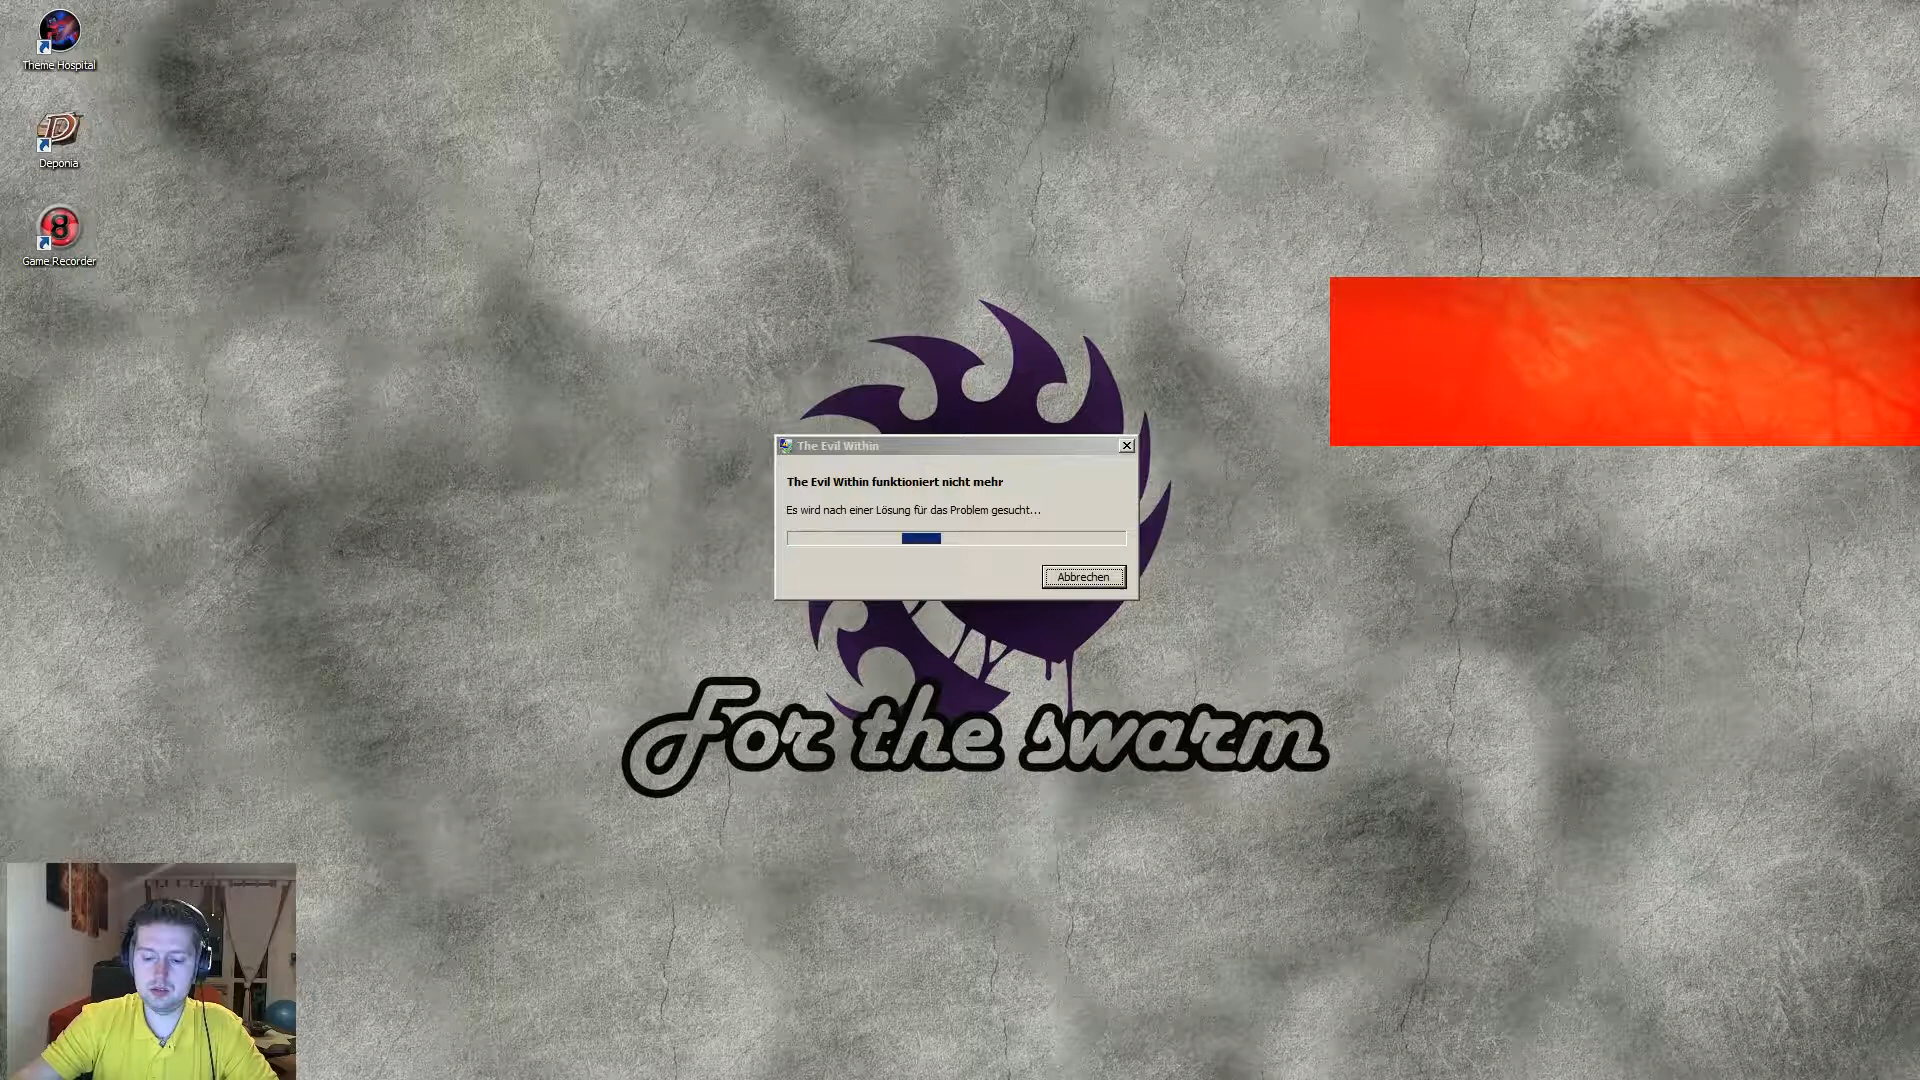 Theme Hospital
Deponia
Game Recorder
The Evil Within
The Evil Within funktioniert nicht mehr
Es wird nach einer Lösung für das Problem gesucht...
Abbrechen
For the swarm